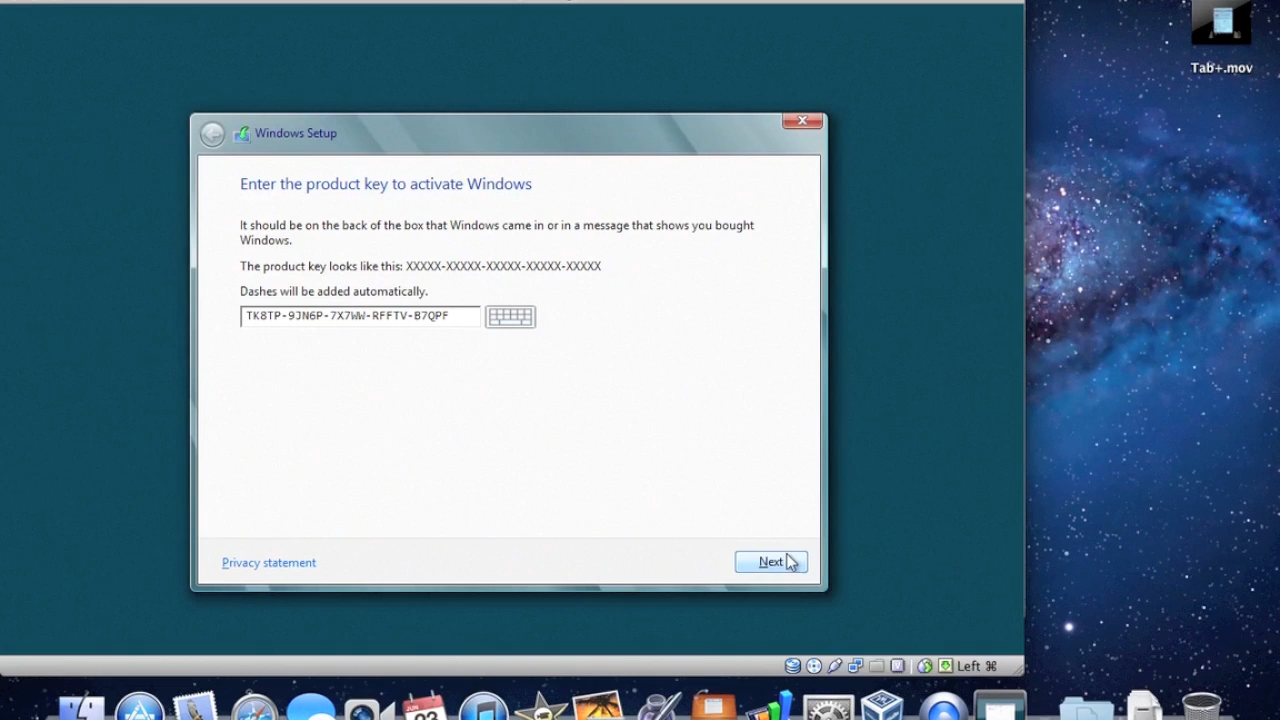 Tab+.mov
Windows Setup
Enter the product key to activate Windows
It should be on the back of the box that Windows came in or in a message that shows you bought
Windows.
The product key looks like this: XXXXX-XXXXX-XXXXX-XXXXX-XXXXX
Dashes will be added automatically.
TK8TP-9JN6P-7X7WW-RFFTV-B7QPF
Privacy statement
Next
Left ⌘
JUN